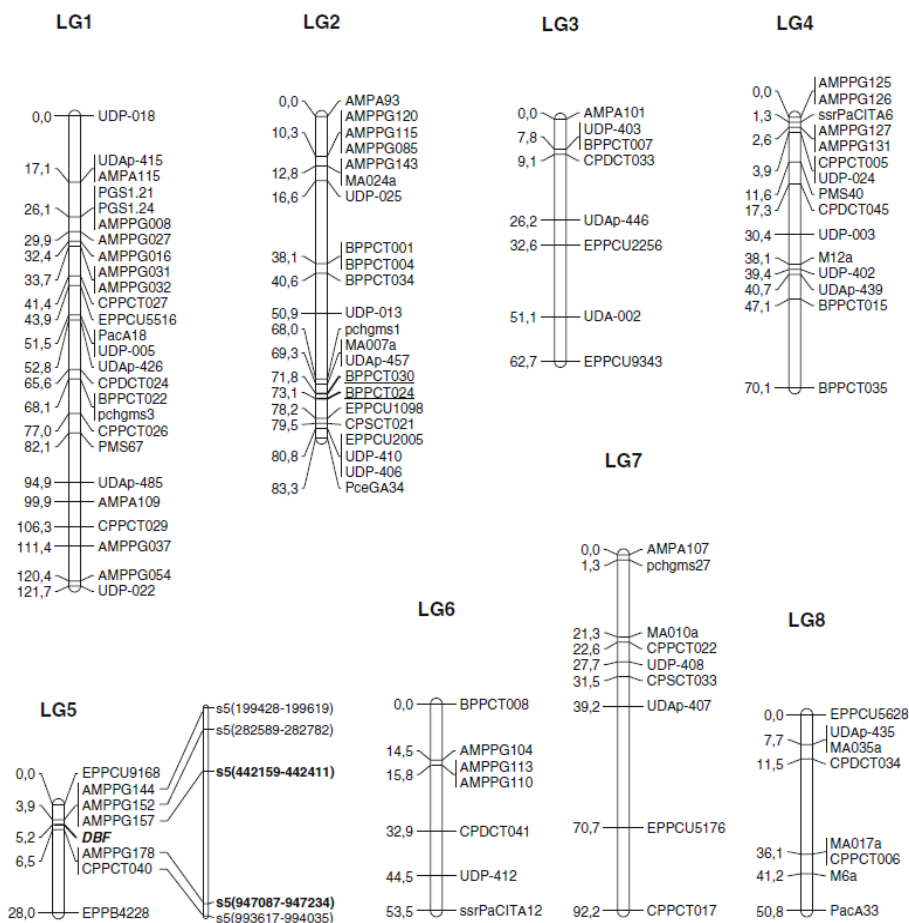 LG1
0,0 UDP-018
UDAp-415
17,1 AMPA115
PGS1.21
26,1 PGS1.24
AMPPG008
29,9 AMPPG027
32,4 AMPPG016
33,7 AMPPG031
AMPPG032
41,4 CPPCT027
43,9 EPPCU5516
51,5 PacA18
UDP-005
52,8 UDAp-426
65,6 CPDCT024
68,1 BPPCT022
pchgms3
77,0 CPPCT026
82,1 PMS67
94,9 UDAp-485
99,9 AMPA109
106,3 CPPCT029
111,4 AMPPG037
120,4 AMPPG054
121,7 UDP-022
LG2
0,0 AMPA93
AMPPG120
10,3 AMPPG115
AMPPG085
12,8 AMPPG143
MA024a
16,6 UDP-025
BPPCT001
38,1 BPPCT004
40,6 BPPCT034
50,9 UDP-013
68,0 pchgms1
MA007a
69,3 UDAp-457
71,8 BPPCT030
73,1 BPPCT024
78,2 EPPCU1098
79,5 CPSCT021
EPPCU2005
80,8 UDP-410
UDP-406
83,3 PceGA34
LG3
0,0 AMPA101
UDP-403
7,8 BPPCT007
9,1 CPDCT033
26,2 UDAp-446
32,6 EPPCU2256
51,1 UDA-002
62,7 EPPCU9343
LG4
AMPPG125
0,0 AMPPG126
1,3 ssrPaCITA6
2,6 AMPPG127
AMPPG131
CPPCT005
3,9 UDP-024
11,6 PMS40
17,3 CPDCT045
30,4 UDP-003
38,1 M12a
39,4 UDP-402
40,7 UDAp-439
47,1 BPPCT015
70,1 BPPCT035
LG5
0,0 EPPCU9168
AMPPG144
3,9 AMPPG152
AMPPG157
5,2 DBF
6,5 AMPPG178
CPPCT040
28,0 EPPB4228
s5(199428-199619)
s5(282589-282782)
s5(442159-442411)
s5(947087-947234)
s5(993617-994035)
LG6
0,0 BPPCT008
14,5 AMPPG104
15,8 AMPPG113
AMPPG110
32,9 CPDCT041
44,5 UDP-412
53,5 ssrPaCITA12
LG7
0,0 AMPA107
1,3 pchgms27
21,3 MA010a
22,6 CPPCT022
27,7 UDP-408
31,5 CPSCT033
39,2 UDAp-407
70,7 EPPCU5176
92,2 CPPCT017
LG8
0,0 EPPCU5628
UDAp-435
7,7 MA035a
11,5 CPDCT034
MA017a
36,1 CPPCT006
41,2 M6a
50,8 PacA33